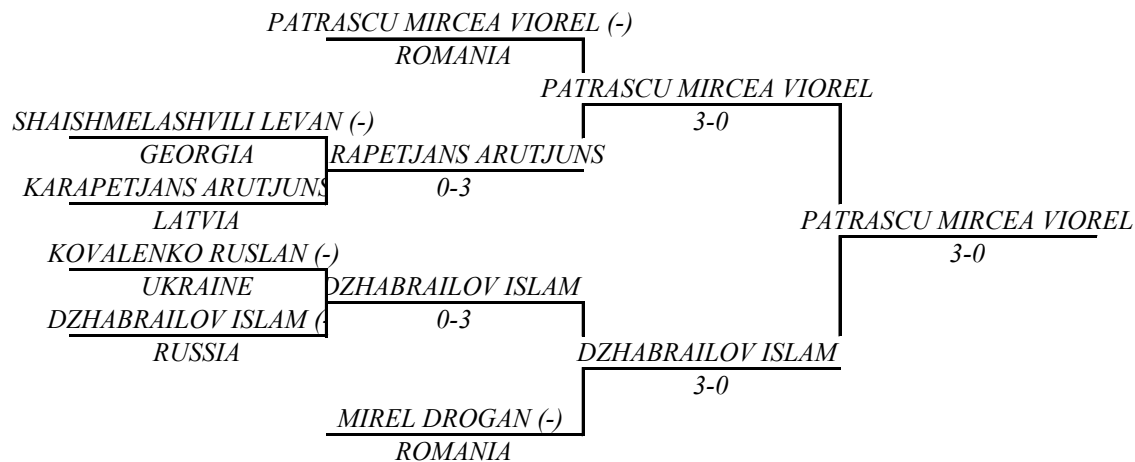 PATRASCU MIRCEA VIOREL (-)
ROMANIA
PATRASCU MIRCEA VIOREL
3-0
SHAISHMELASHVILI LEVAN (-)
GEORGIA
RAPETJANS ARUTJUNS
0-3
KARAPETJANS ARUTJUNS
LATVIA
PATRASCU MIRCEA VIOREL
3-0
KOVALENKO RUSLAN (-)
UKRAINE
DZHABRAILOV ISLAM
0-3
DZHABRAILOV ISLAM (-
RUSSIA
DZHABRAILOV ISLAM
3-0
MIREL DROGAN (-)
ROMANIA